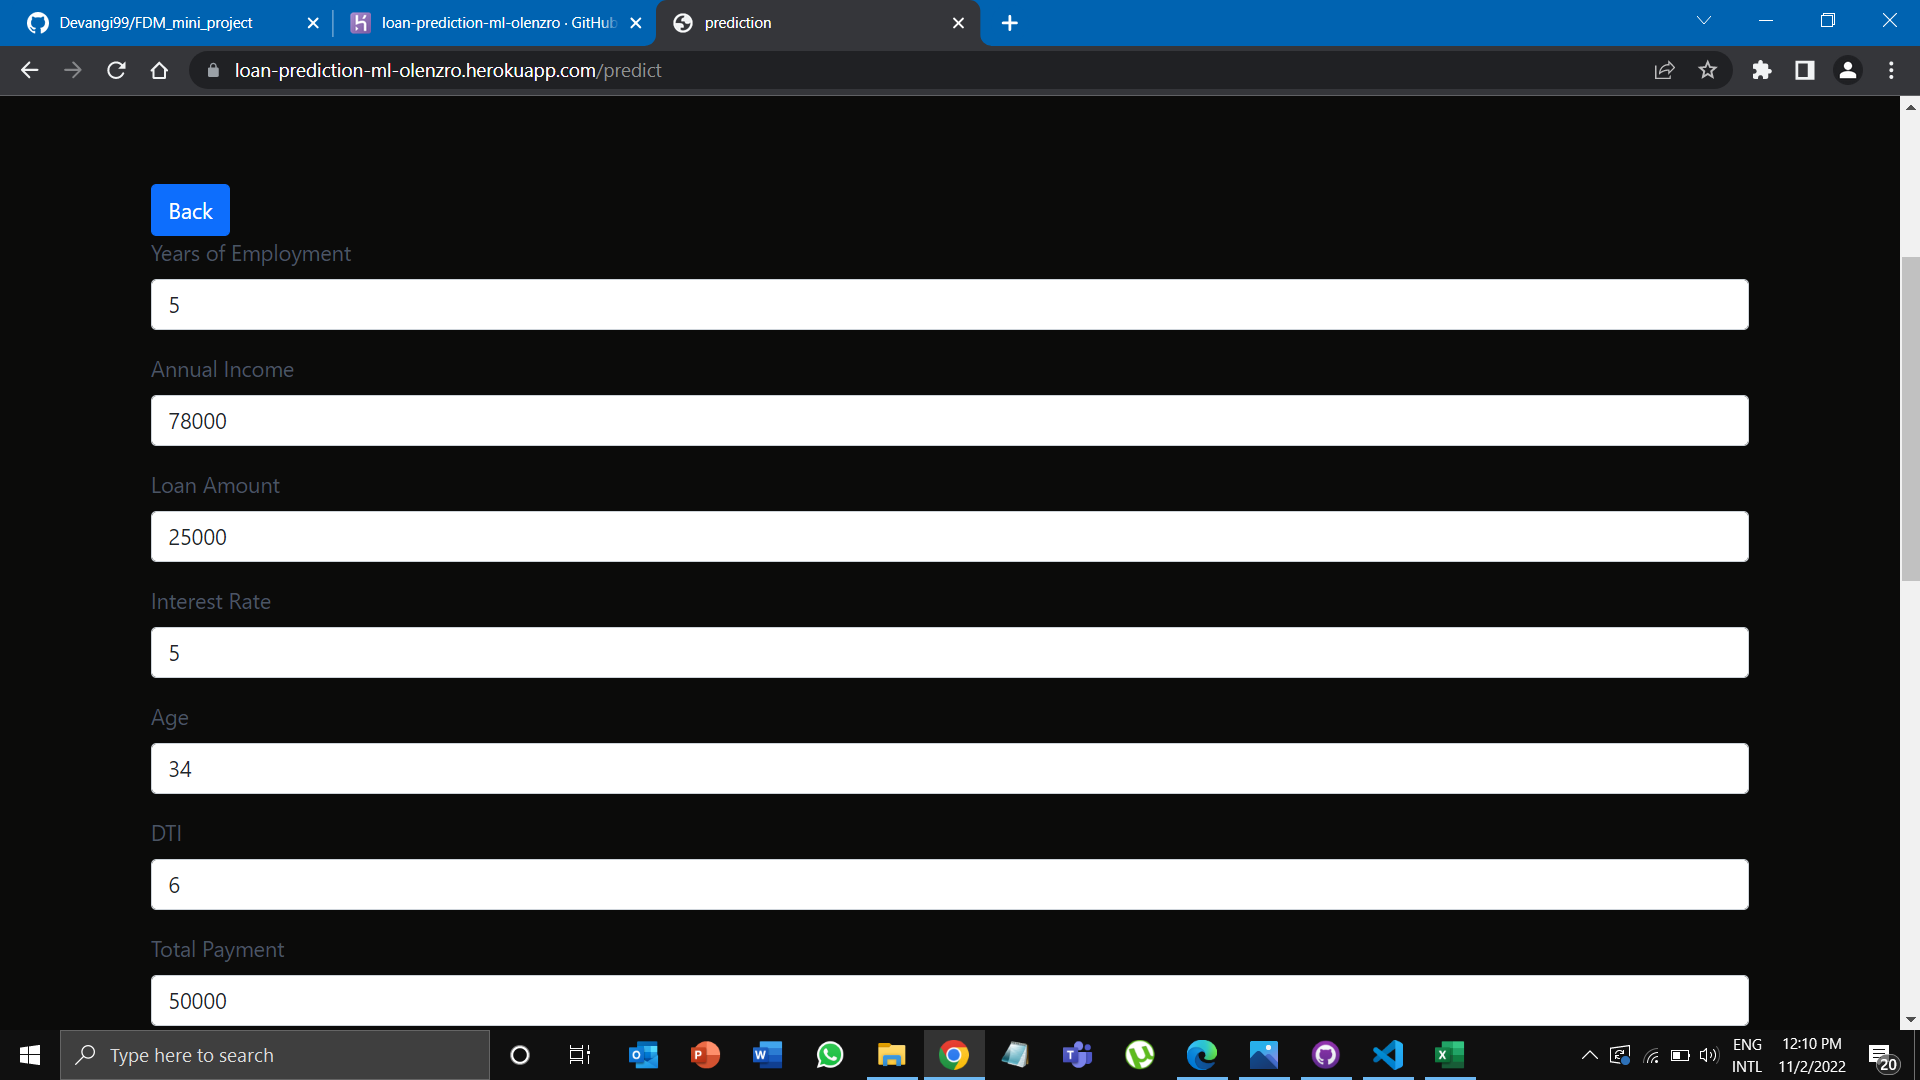 Devangi99/FDM_mini_project
loan-prediction-ml-olenzro · GitHub
prediction
loan-prediction-ml-olenzro.herokuapp.com/predict
Back
Years of Employment
5
Annual Income
78000
Loan Amount
25000
Interest Rate
5
Age
34
DTI
6
Total Payment
50000
Type here to search
ENG
INTL
12:10 PM
11/2/2022
20